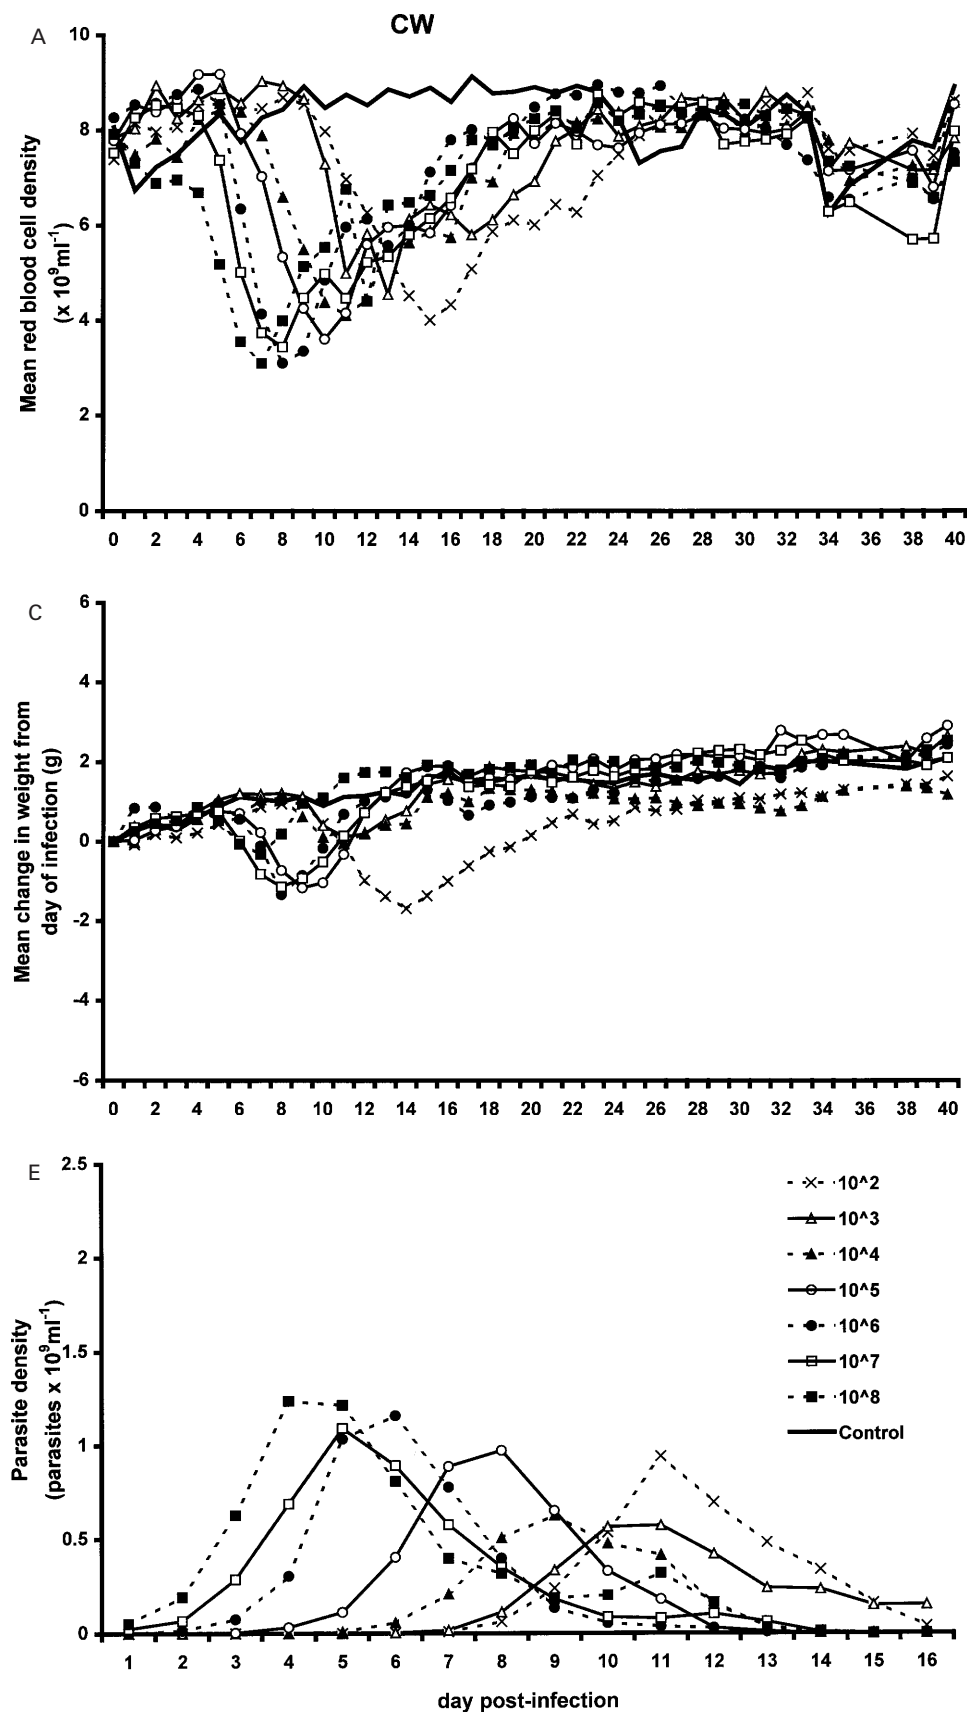 CW
A
10
8
6
4
2
0
Mean red blood cell density
(x 10⁹ml⁻¹)
0 2 4 6 8 10 12 14 16 18 20 22 24 26 28 30 32 34 36 38 40
C
6
4
2
0
-2
-4
-6
Mean change in weight from
day of infection (g)
0 2 4 6 8 10 12 14 16 18 20 22 24 26 28 30 32 34 36 38 40
E
2.5
2
1.5
1
0.5
0
Parasite density
(parasites x 10⁹ml⁻¹)
10^2
10^3
10^4
10^5
10^6
10^7
10^8
Control
1 2 3 4 5 6 7 8 9 10 11 12 13 14 15 16
day post-infection